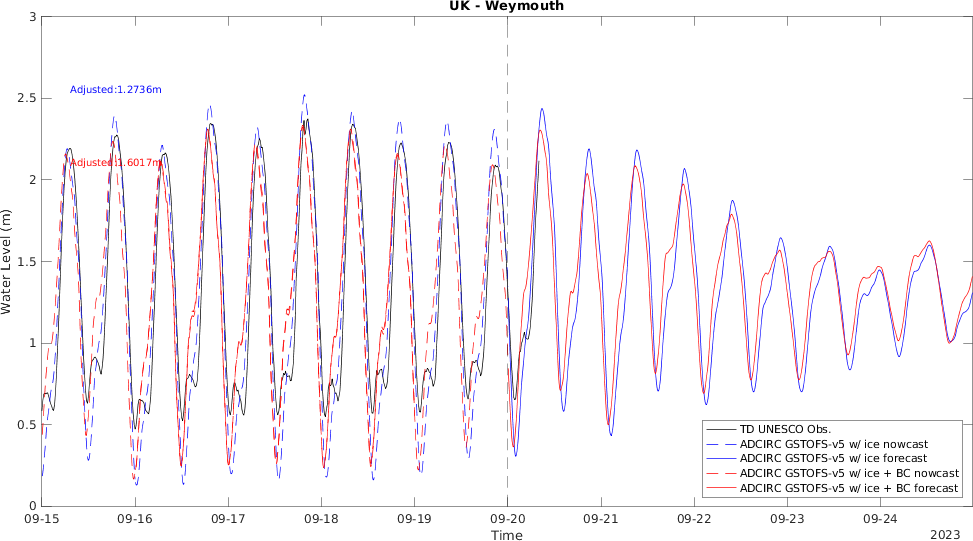 UK - Weymouth
3
2.5
2
1.5
1
0.5
0
Water Level (m)
Adjusted:1.2736m
Adjusted:1.6017m
TD UNESCO Obs.
ADCIRC GSTOFS-v5 w/ ice nowcast
ADCIRC GSTOFS-v5 w/ ice forecast
ADCIRC GSTOFS-v5 w/ ice + BC nowcast
ADCIRC GSTOFS-v5 w/ ice + BC forecast
09-15 09-16 09-17 09-18 09-19 09-20 09-21 09-22 09-23 09-24
Time
2023